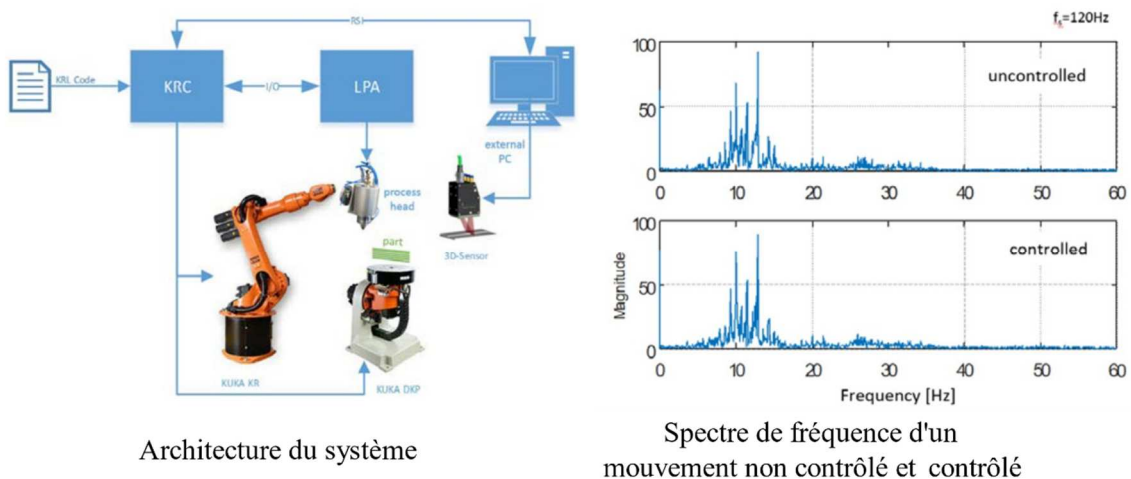 RSI
KRL Code
KRC
I/O
LPA
external
PC
process
head
part
3D-Sensor
KUKA KR
KUKA DKP
Architecture du système
fₛ=120Hz
100
50
0
uncontrolled
0 10 20 30 40 50 60
100
50
0
Magnitude
controlled
0 10 20 30 40 50 60
Frequency [Hz]
Spectre de fréquence d'un
mouvement non contrôlé et contrôlé